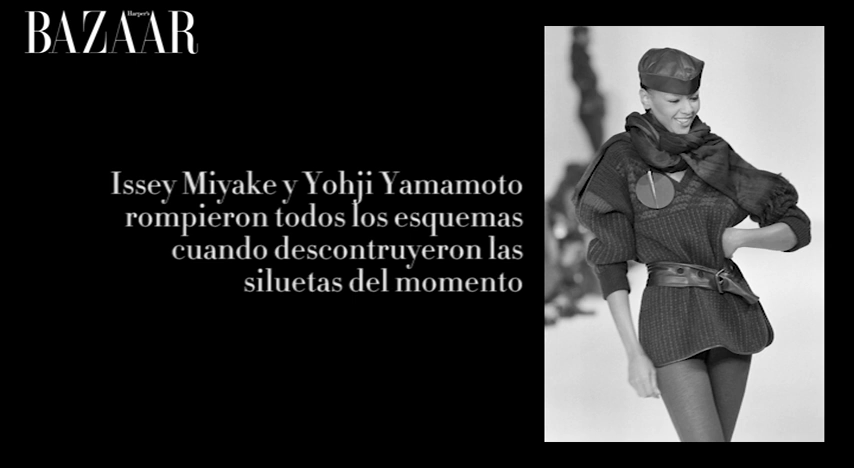 Harper's
BAZAAR
Issey Miyake y Yohji Yamamoto
rompieron todos los esquemas
cuando descontruyeron las
siluetas del momento